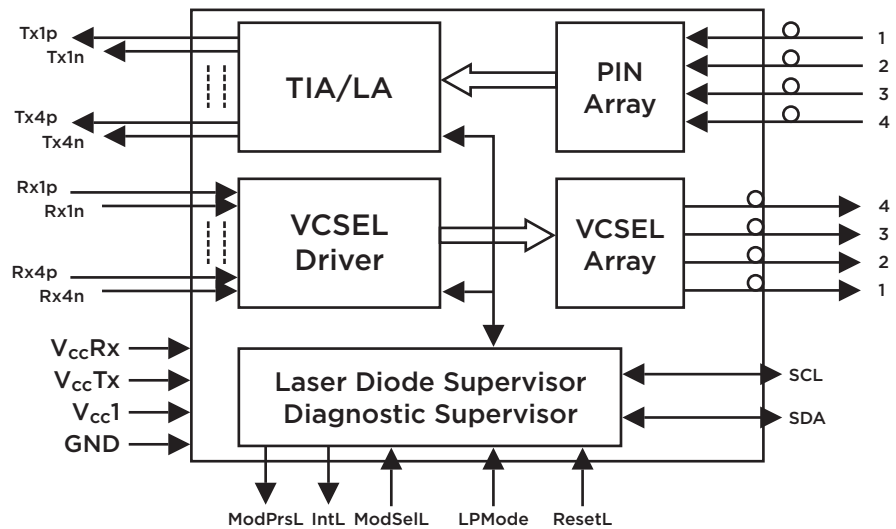 Tx1p
Tx1n
Tx4p
Tx4n
TIA/LA
PIN
Array
1
2
3
4
Rx1p
Rx1n
Rx4p
Rx4n
VCSEL
Driver
VCSEL
Array
4
3
2
1
VccRx
VccTx
Vcc1
GND
Laser Diode Supervisor
Diagnostic Supervisor
SCL
SDA
ModPrsL IntL ModSelL LPMode ResetL